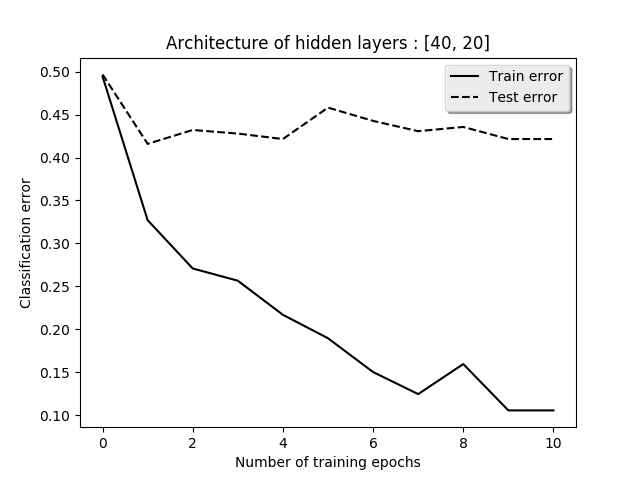 Architecture of hidden layers : [40, 20]
Train error
Test error
0.50
0.45
0.40
0.35
0.30
0.25
0.20
0.15
0.10
Classification error
0 2 4 6 8 10
Number of training epochs